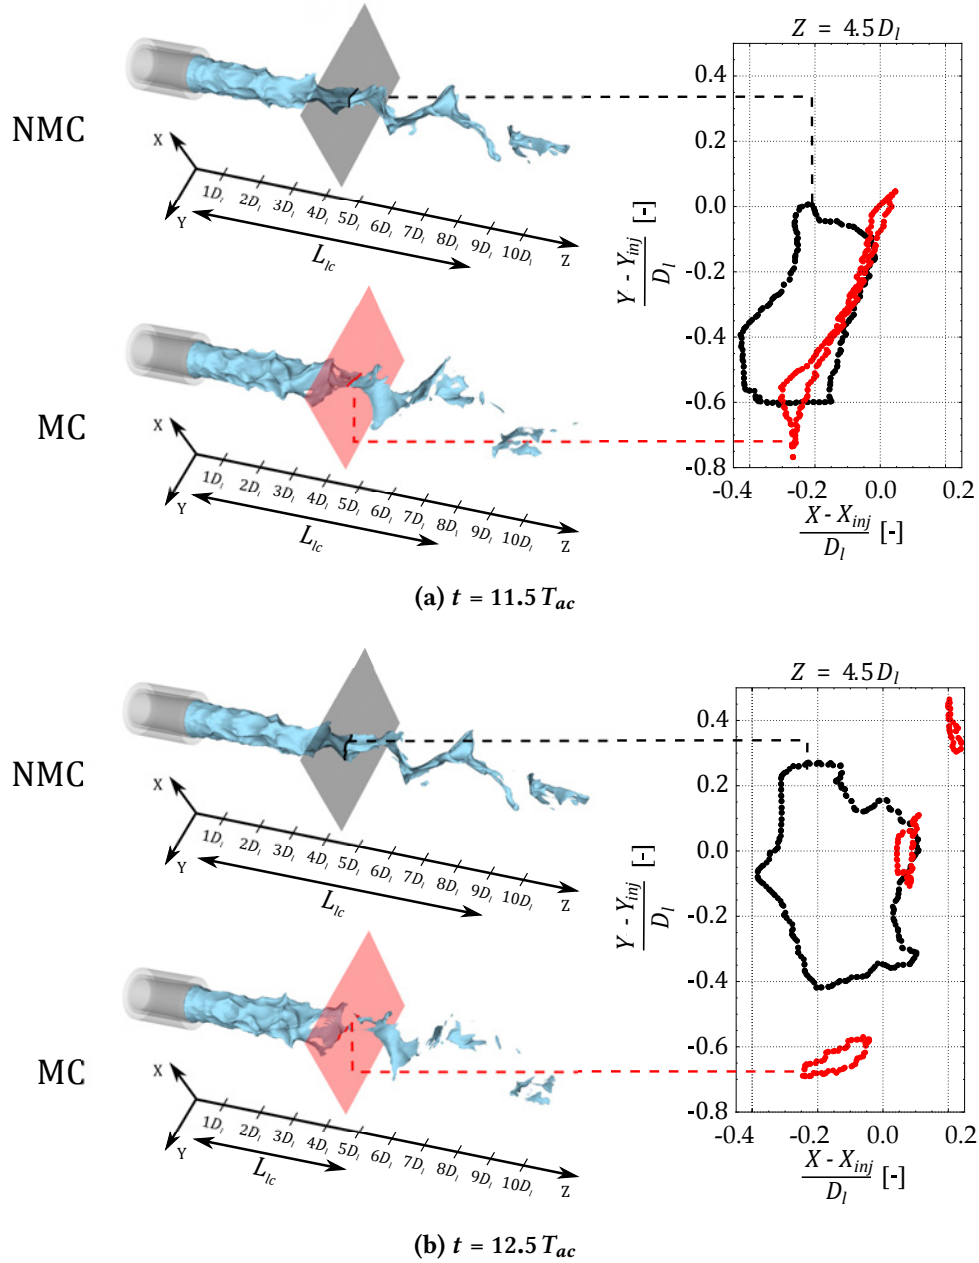 Z = 4.5 D_l
NMC
X
Y
1D_l 2D_l 3D_l 4D_l 5D_l 6D_l 7D_l 8D_l 9D_l 10D_l
Z
L_lc
0.4
0.2
0.0
-0.2
-0.4
-0.6
-0.8
Y - Y_inj / D_l [-]
-0.4 -0.2 0.0 0.2
X - X_inj / D_l [-]
MC
X
Y
1D_l 2D_l 3D_l 4D_l 5D_l 6D_l 7D_l 8D_l 9D_l 10D_l
Z
L_lc
(a) t = 11.5 T_ac
Z = 4.5 D_l
NMC
X
Y
1D_l 2D_l 3D_l 4D_l 5D_l 6D_l 7D_l 8D_l 9D_l 10D_l
Z
L_lc
0.4
0.2
0.0
-0.2
-0.4
-0.6
-0.8
Y - Y_inj / D_l [-]
-0.4 -0.2 0.0 0.2
X - X_inj / D_l [-]
MC
X
Y
1D_l 2D_l 3D_l 4D_l 5D_l 6D_l 7D_l 8D_l 9D_l 10D_l
Z
L_lc
(b) t = 12.5 T_ac